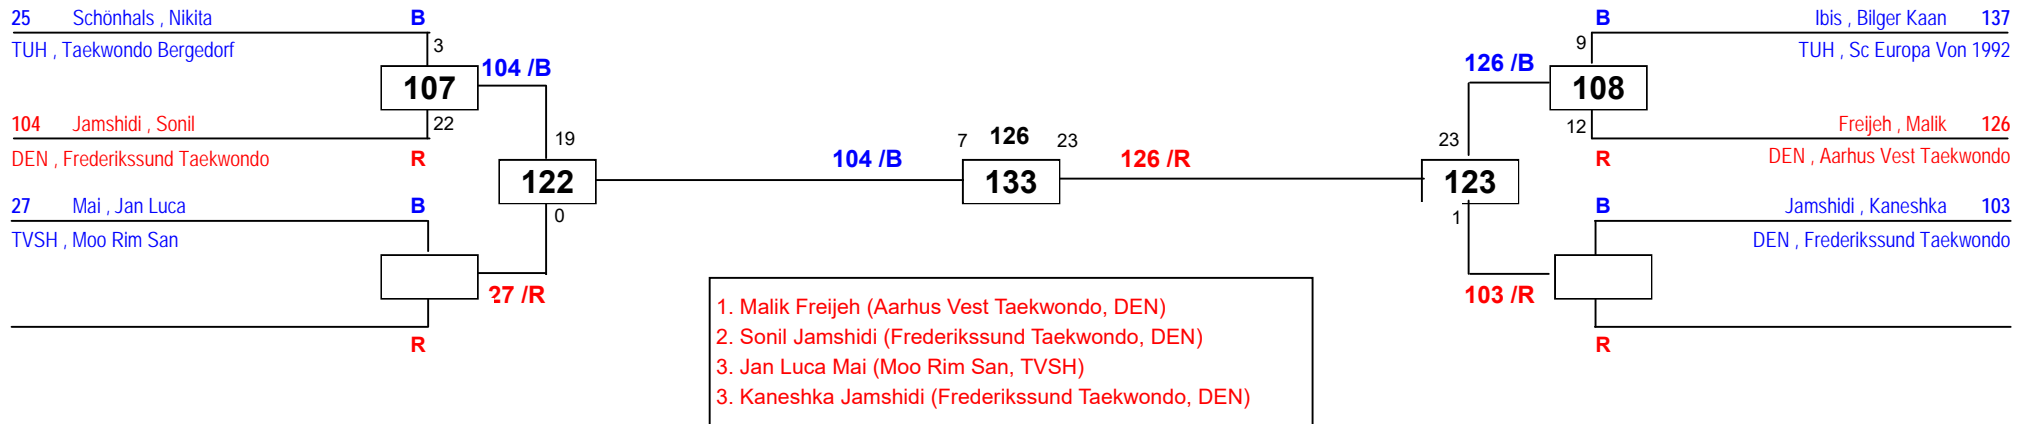 25 Schönhals , Nikita B
TUH , Taekwondo Bergedorf
3
107
104 /B
22
104 Jamshidi , Sonil
DEN , Frederikssund Taekwondo R
19
122
0
27 Mai , Jan Luca B
TVSH , Moo Rim San
27 /R
R
104 /B
7 126 23
133
126 /R
B Ibis , Bilger Kaan 137
TUH , Sc Europa Von 1992
9
126 /B
108
12
Freijeh , Malik 126
R DEN , Aarhus Vest Taekwondo
23
123
1
B Jamshidi , Kaneshka 103
DEN , Frederikssund Taekwondo
103 /R
R
1. Malik Freijeh (Aarhus Vest Taekwondo, DEN)
2. Sonil Jamshidi (Frederikssund Taekwondo, DEN)
3. Jan Luca Mai (Moo Rim San, TVSH)
3. Kaneshka Jamshidi (Frederikssund Taekwondo, DEN)